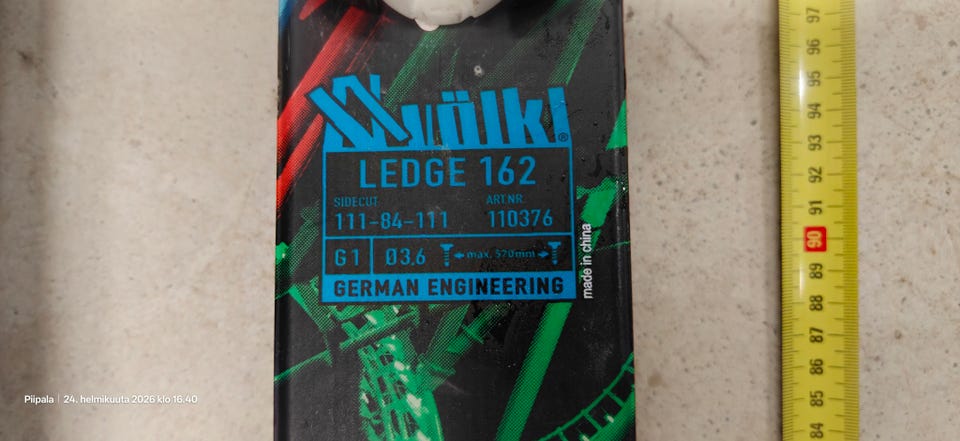 völkl®
LEDGE 162
SIDECUT ART.NR.
111-84-111 110376
G1 Ø3.6 max. 570mm
GERMAN ENGINEERING
made in china
97
96
95
94
93
92
91
90
89
88
87
86
85
84
Piipala | 24. helmikuuta 2026 klo 16.40